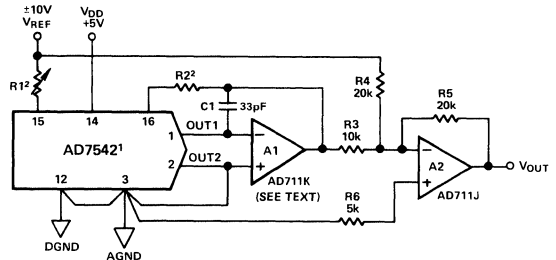 ±10V
VREF
VDD
+5V
R1²
R2²
C1
33pF
R4
20k
R5
20k
15
14
16
1
OUT1
AD7542¹
2
OUT2
A1
R3
10k
A2
VOUT
AD711K
(SEE TEXT)
AD711J
12
3
R6
5k
DGND
AGND